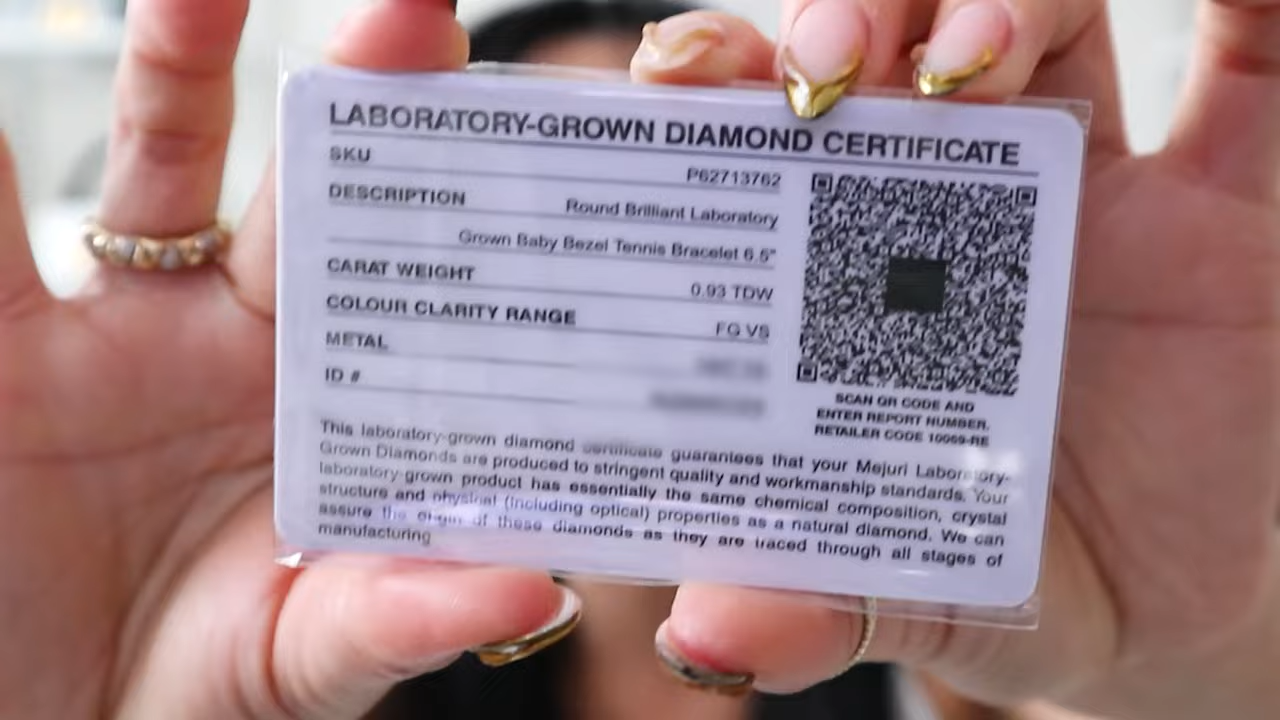 LABORATORY-GROWN DIAMOND CERTIFICATE
SKU P62713762
DESCRIPTION Round Brilliant Laboratory
Grown Baby Bezel Tennis Bracelet 6.5"
CARAT WEIGHT 0.93 TDW
COLOUR CLARITY RANGE FG VS
METAL
ID #
SCAN QR CODE AND
ENTER REPORT NUMBER.
RETAILER CODE 10069-RE
This laboratory-grown diamond certificate guarantees that your Mejuri Laboratory-
Grown Diamonds are produced to stringent quality and workmanship standards. Your
laboratory-grown product has essentially the same chemical composition, crystal
structure and physical (including optical) properties as a natural diamond. We can
assure the origin of these diamonds as they are traced through all stages of
manufacturing